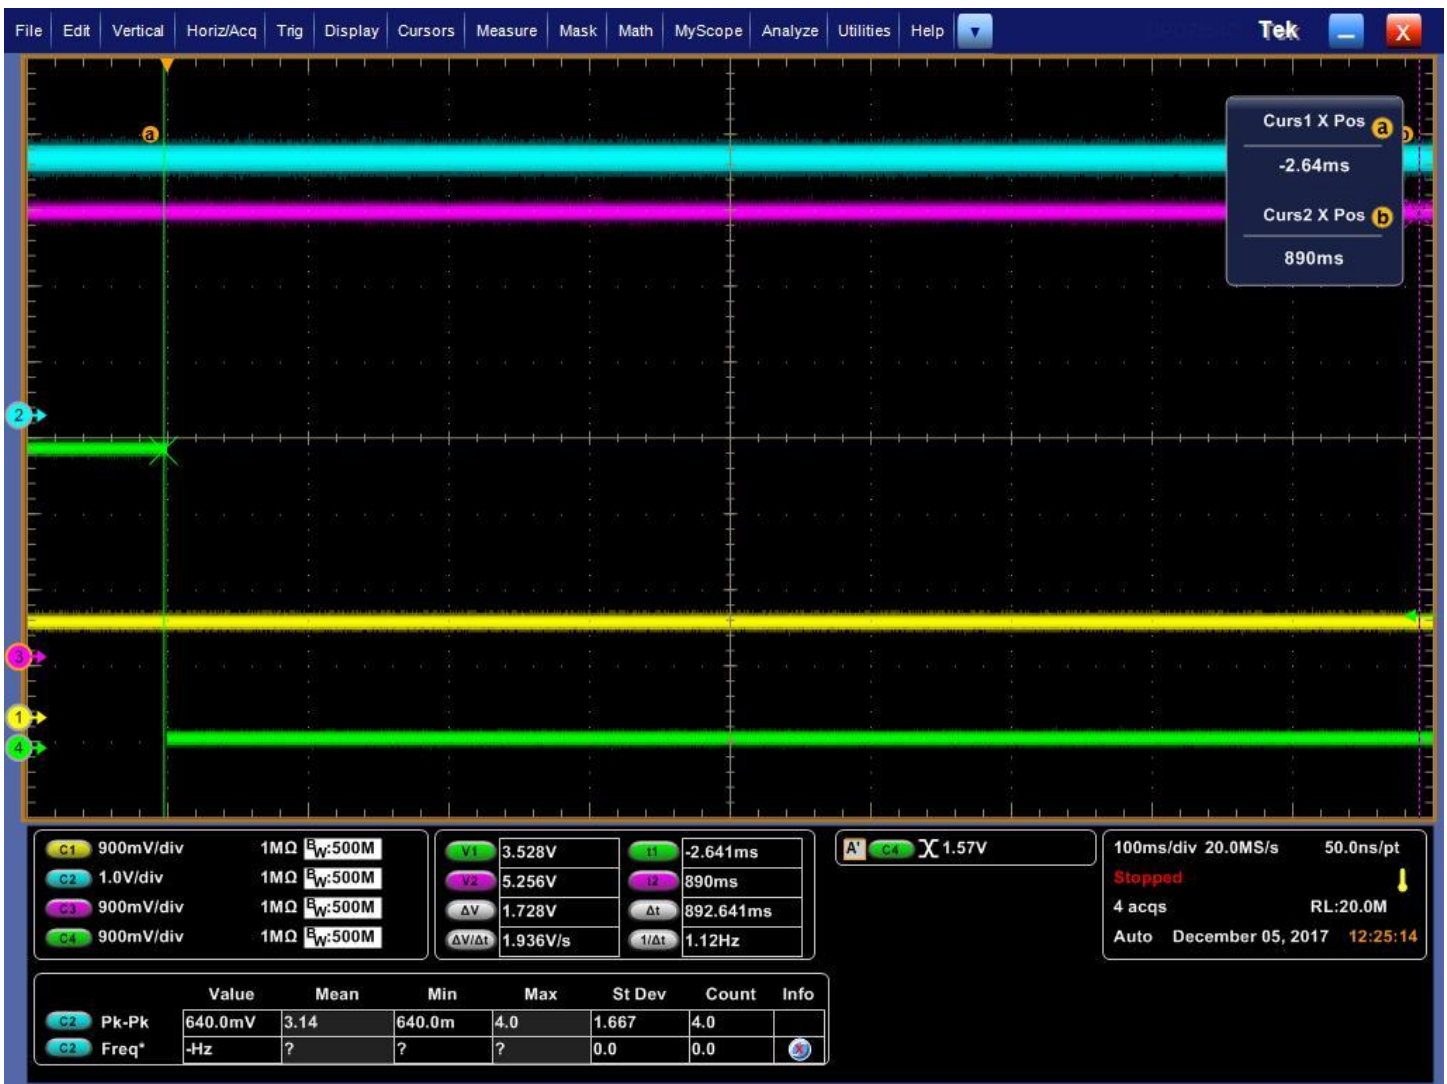 File Edit Vertical Horiz/Acq Trig Display Cursors Measure Mask Math MyScope Analyze Utilities Help Tek X
a
b
Curs1 X Pos a
-2.64ms
Curs2 X Pos b
890ms
2
3
1
4
C1 900mV/div 1MΩ BW:500M
C2 1.0V/div 1MΩ BW:500M
C3 900mV/div 1MΩ BW:500M
C4 900mV/div 1MΩ BW:500M
V1 3.528V t1 -2.641ms
V2 5.256V t2 890ms
ΔV 1.728V Δt 892.641ms
ΔV/Δt 1.936V/s 1/Δt 1.12Hz
A' C4 1.57V
100ms/div 20.0MS/s 50.0ns/pt
Stopped
4 acqs RL:20.0M
Auto December 05, 2017 12:25:14
Value Mean Min Max St Dev Count Info
C2 Pk-Pk 640.0mV 3.14 640.0m 4.0 1.667 4.0
C2 Freq* -Hz ? ? ? 0.0 0.0